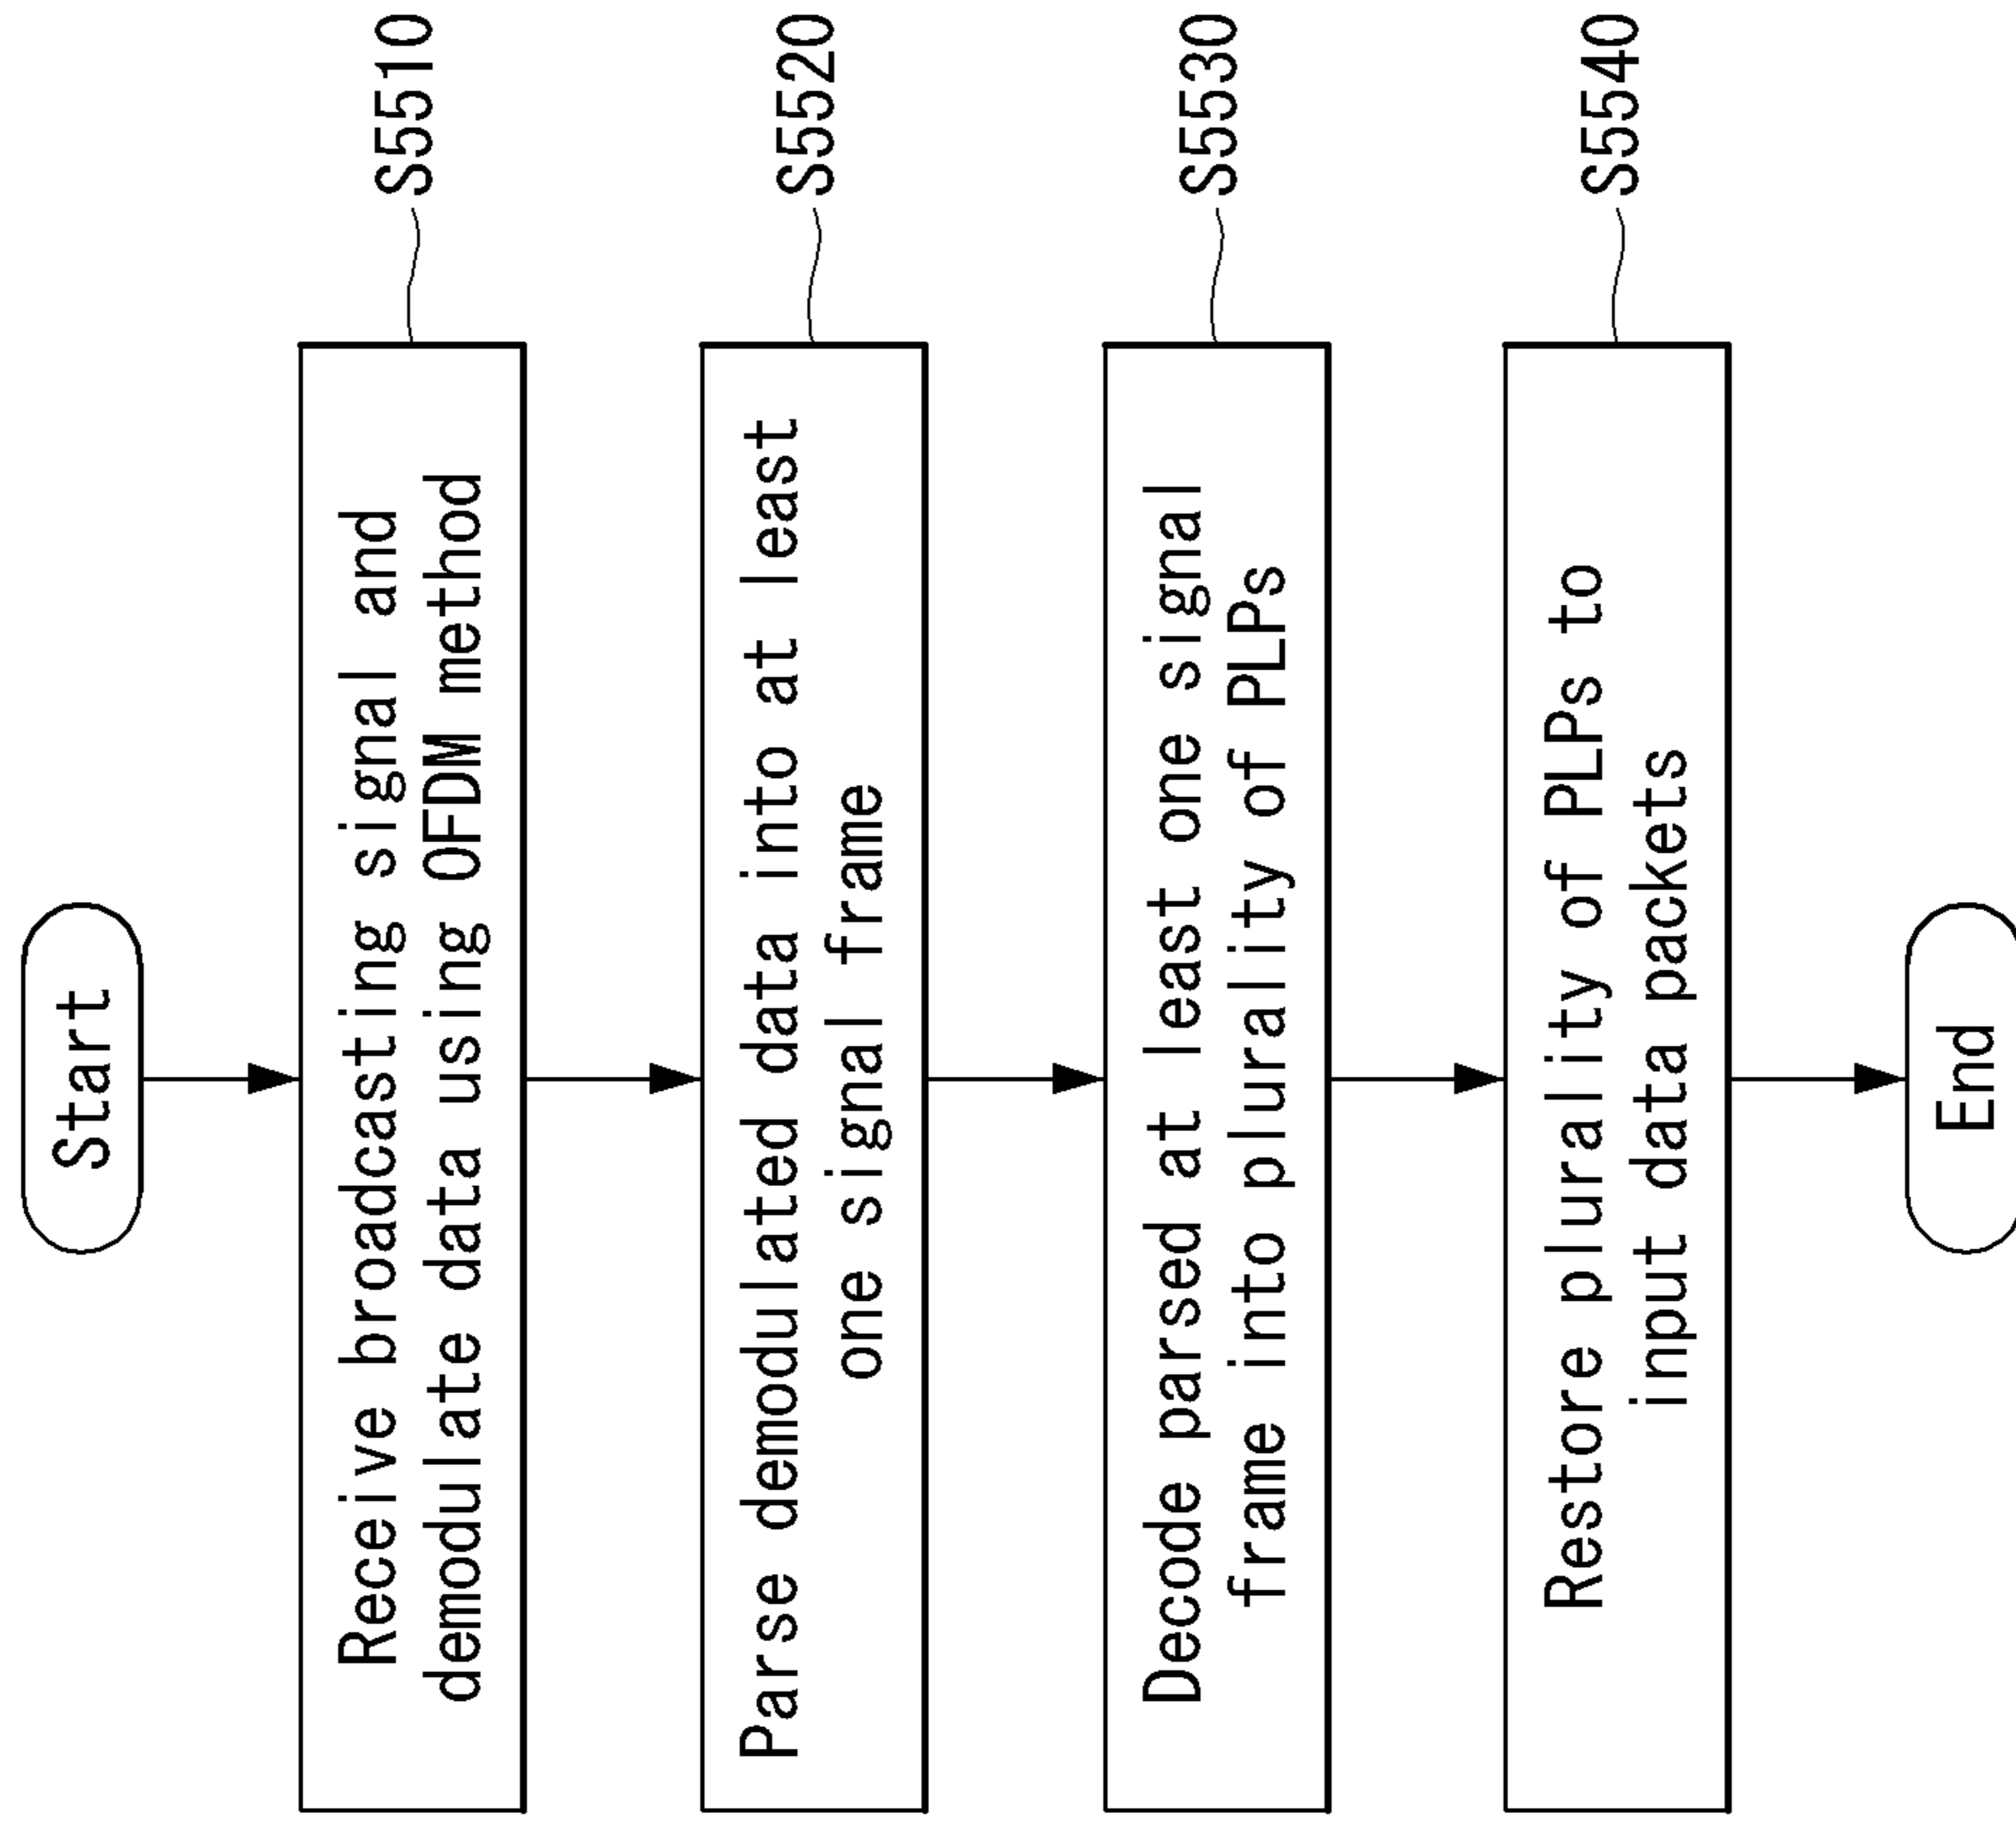 Start
Receive broadcasting signal and
demodulate data using OFDM method
S5510
Parse demodulated data into at least
one signal frame
S5520
Decode parsed at least one signal
frame into plurality of PLPs
S5530
Restore plurality of PLPs to
input data packets
S5540
End